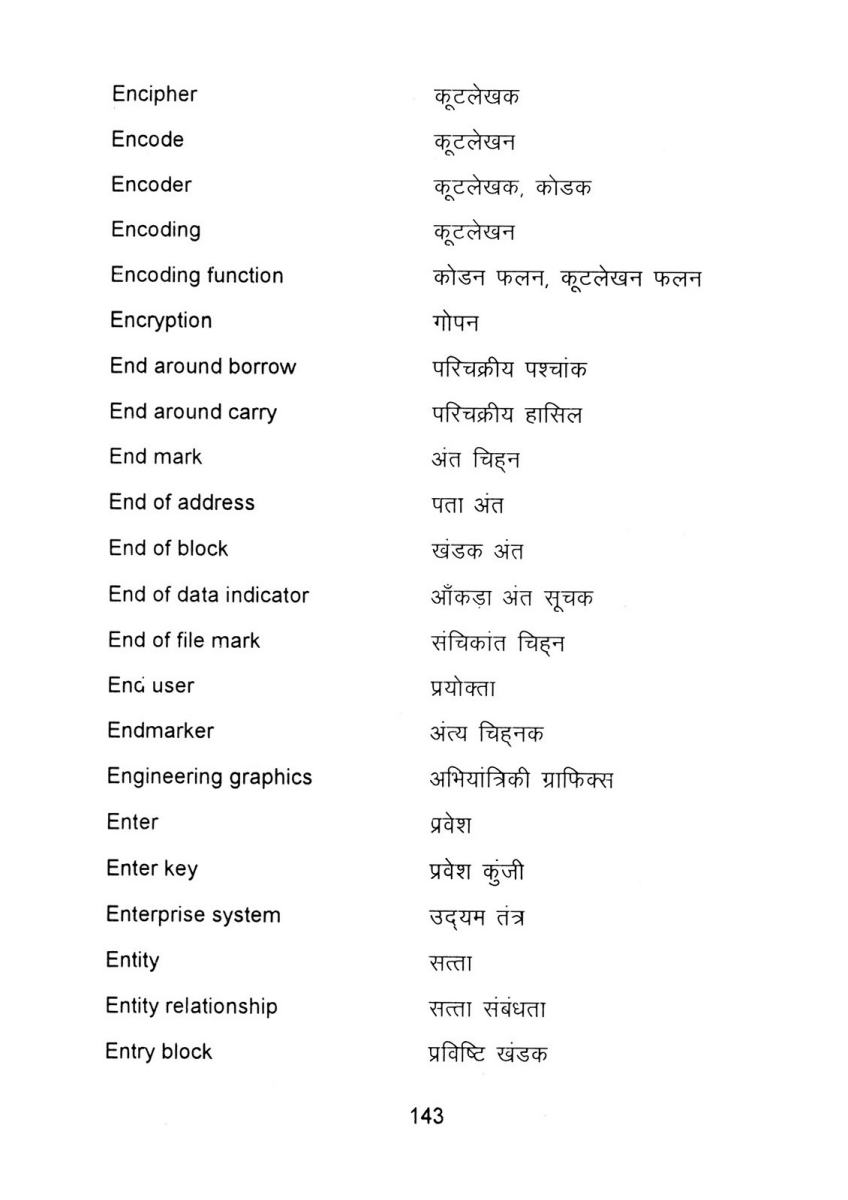 Encipher कूटलेखक
Encode कूटलेखन
Encoder कूटलेखक, कोडक
Encoding कूटलेखन
Encoding function कोडन फलन, कूटलेखन फलन
Encryption गोपन
End around borrow परिचक्रीय पश्चांक
End around carry परिचक्रीय हासिल
End mark अंत चिह्‌न
End of address पता अंत
End of block खंडक अंत
End of data indicator आँकड़ा अंत सूचक
End of file mark संचिकांत चिह्‌न
End user प्रयोक्ता
Endmarker अंत्य चिह्‌नक
Engineering graphics अभियांत्रिकी ग्राफिक्स
Enter प्रवेश
Enter key प्रवेश कुंजी
Enterprise system उद्‌यम तंत्र
Entity सत्ता
Entity relationship सत्ता संबंधता
Entry block प्रविष्टि खंडक
143